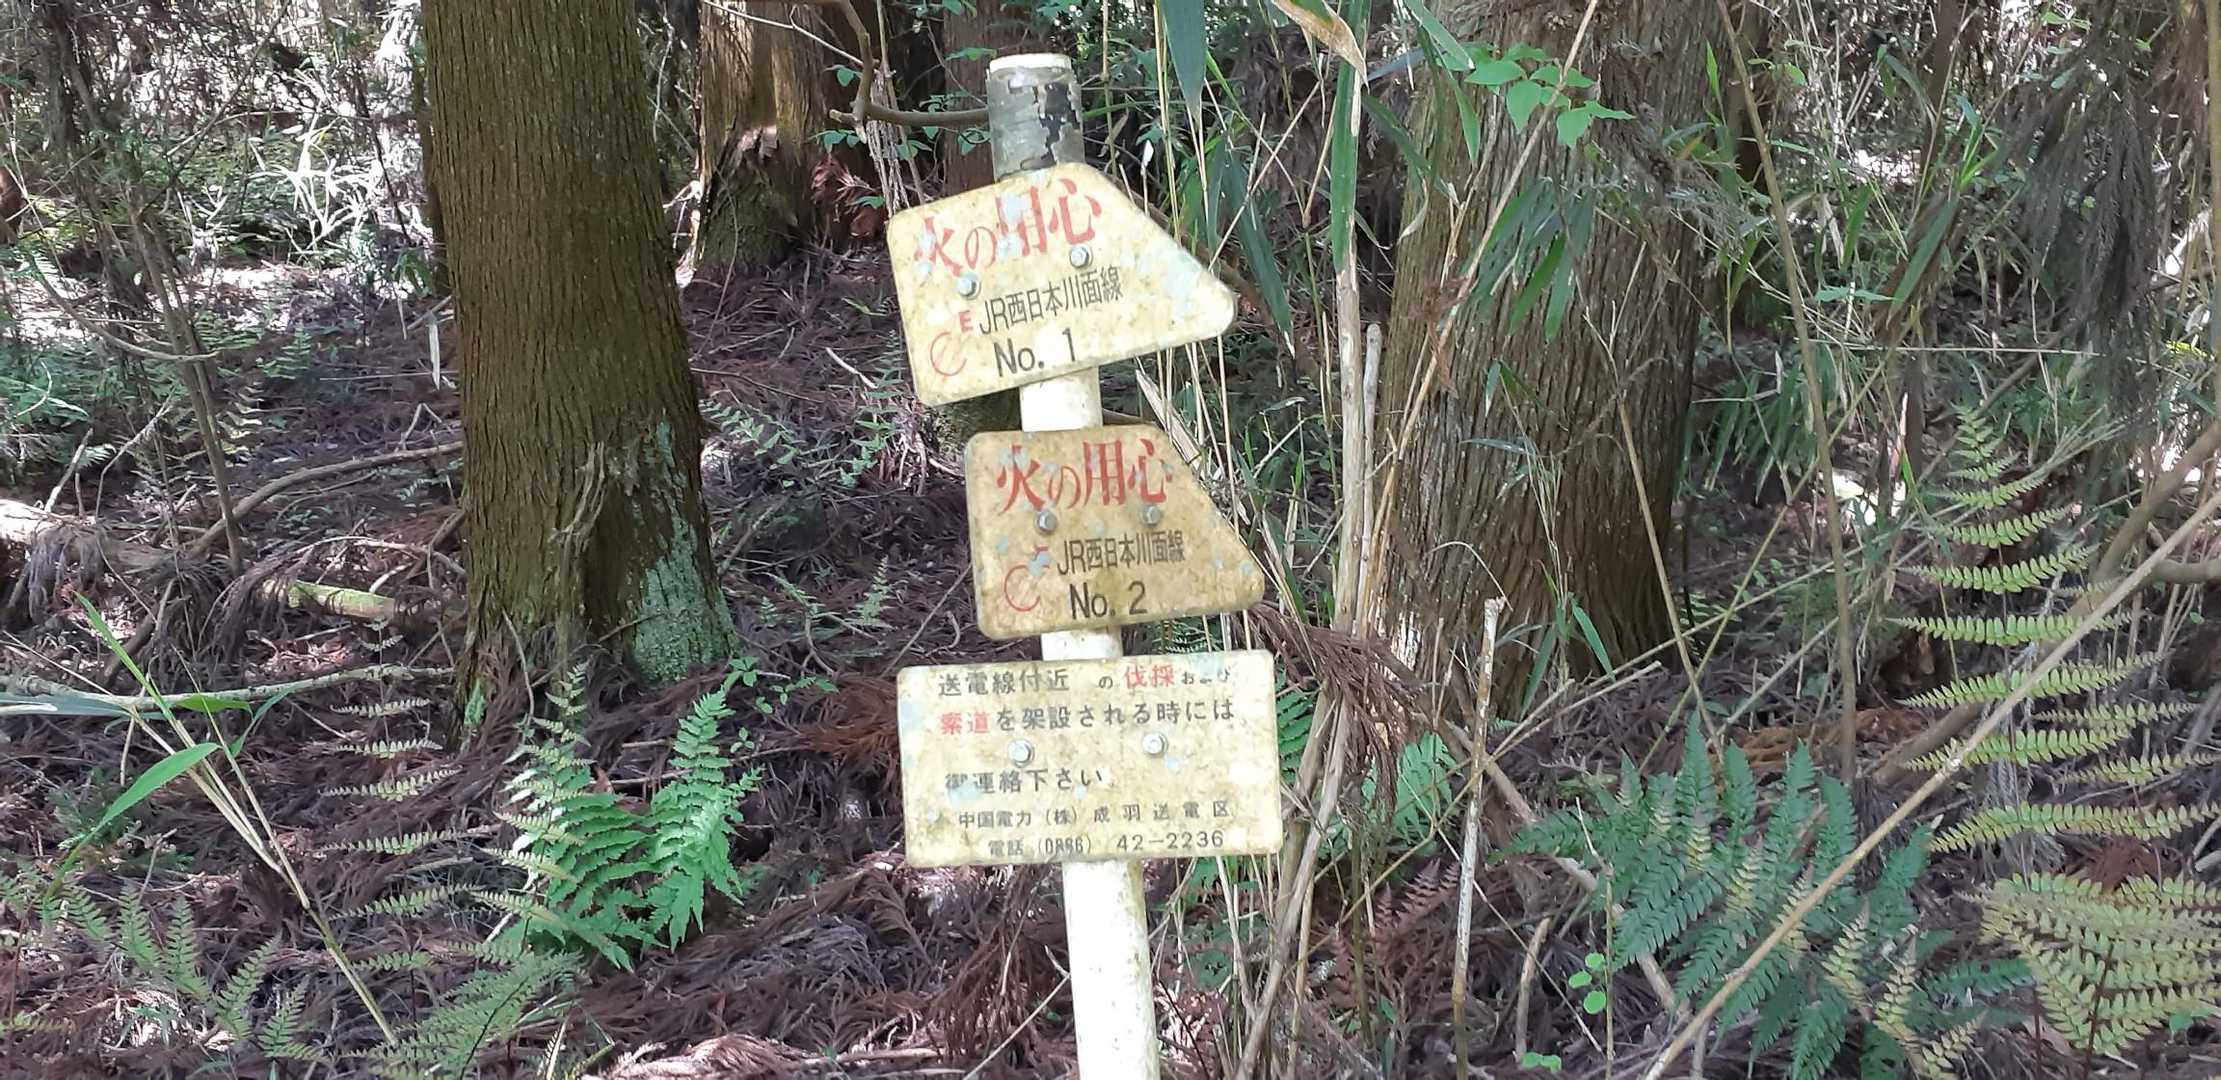 火の用心
E JR西日本川面線
No. 1
火の用心
JR西日本川面線
No. 2
送電線付近 の伐採および
索道を架設される時には、
御連絡下さい。
中国電力(株)成羽送電区
電話 (0866) 42-2236